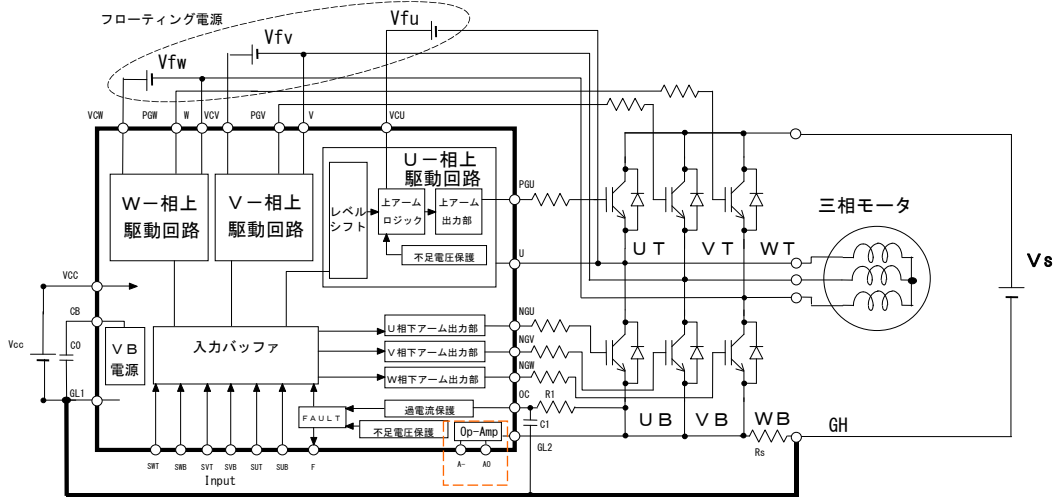 フローティング電源
Vfu
Vfv
Vfw
VCW
PGW
W
VCV
PGV
V
VCU
U－相上
駆動回路
W－相上
駆動回路
V－相上
駆動回路
レベル
シフト
上アーム
ロジック
上アーム
出力部
不足電圧保護
PGU
U
UT
VT
WT
三相モータ
Vs
VCC
CB
Vcc
C0
VB
電源
GL1
入力バッファ
U相下アーム出力部
V相下アーム出力部
W相下アーム出力部
NGU
NGV
NGW
OC
R1
FAULT
過電流保護
不足電圧保護
Op-Amp
C1
GL2
UB
VB
WB
Rs
GH
SWT
SWB
SVT
SVB
SUT
SUB
F
A-
AO
Input